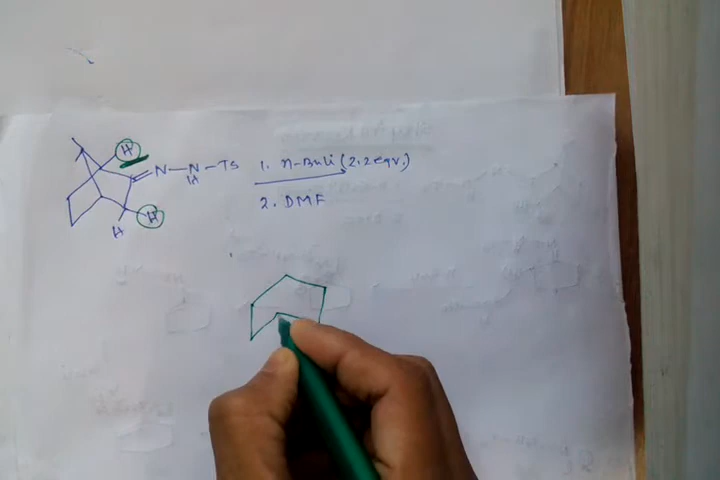 H
N-N-TS
H
H
H
1. n-Buli (2.2 eqv.)
2. DMF